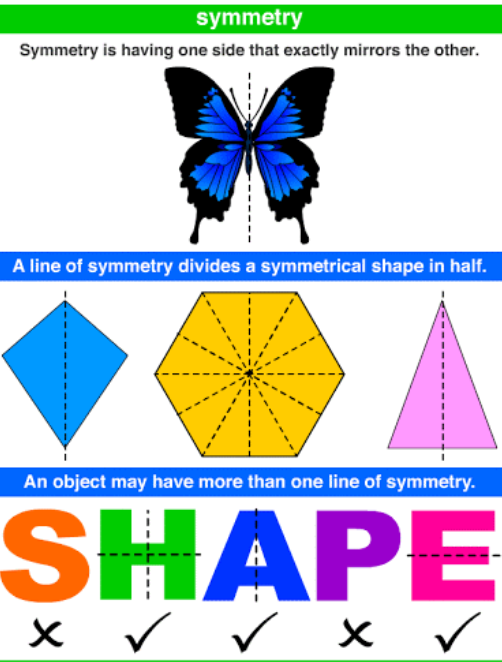 symmetry
Symmetry is having one side that exactly mirrors the other.
A line of symmetry divides a symmetrical shape in half.
An object may have more than one line of symmetry.
SHAPE